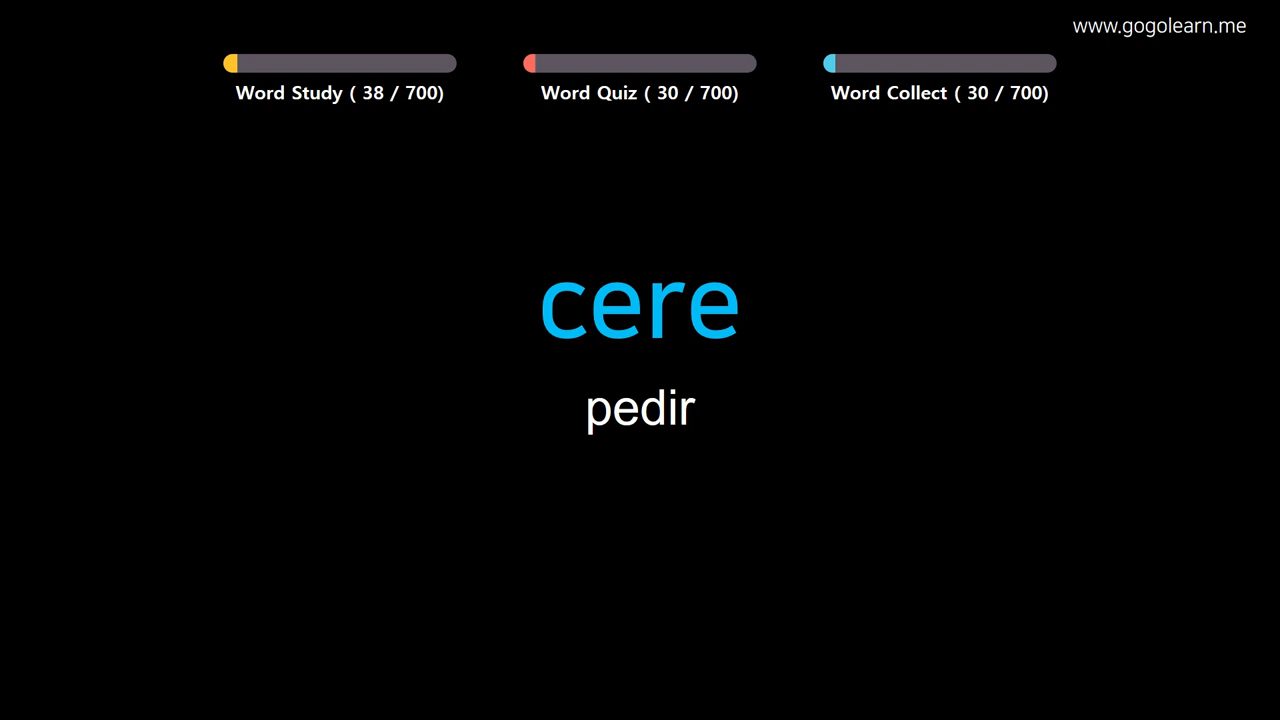 www.gogolearn.me
Word Study ( 38 / 700)
Word Quiz ( 30 / 700)
Word Collect ( 30 / 700)
cere
pedir